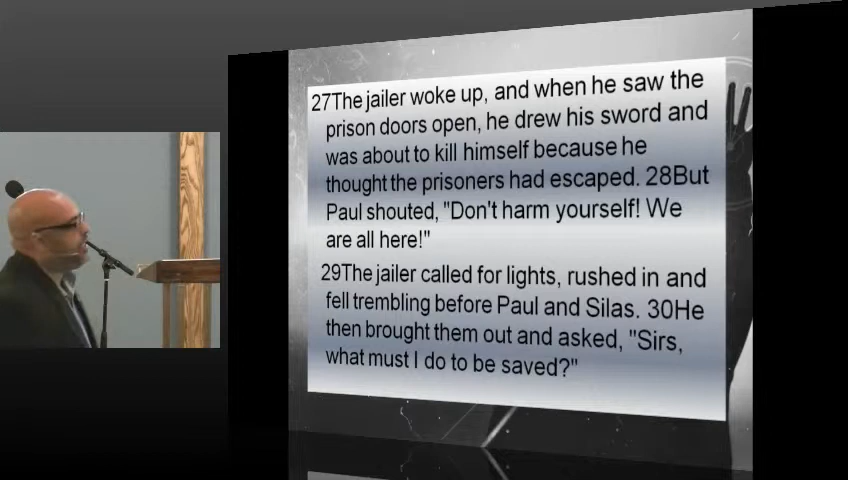 27The jailer woke up, and when he saw the
prison doors open, he drew his sword and
was about to kill himself because he
thought the prisoners had escaped. 28But
Paul shouted, "Don't harm yourself! We
are all here!"
29The jailer called for lights, rushed in and
fell trembling before Paul and Silas. 30He
then brought them out and asked, "Sirs,
what must I do to be saved?"